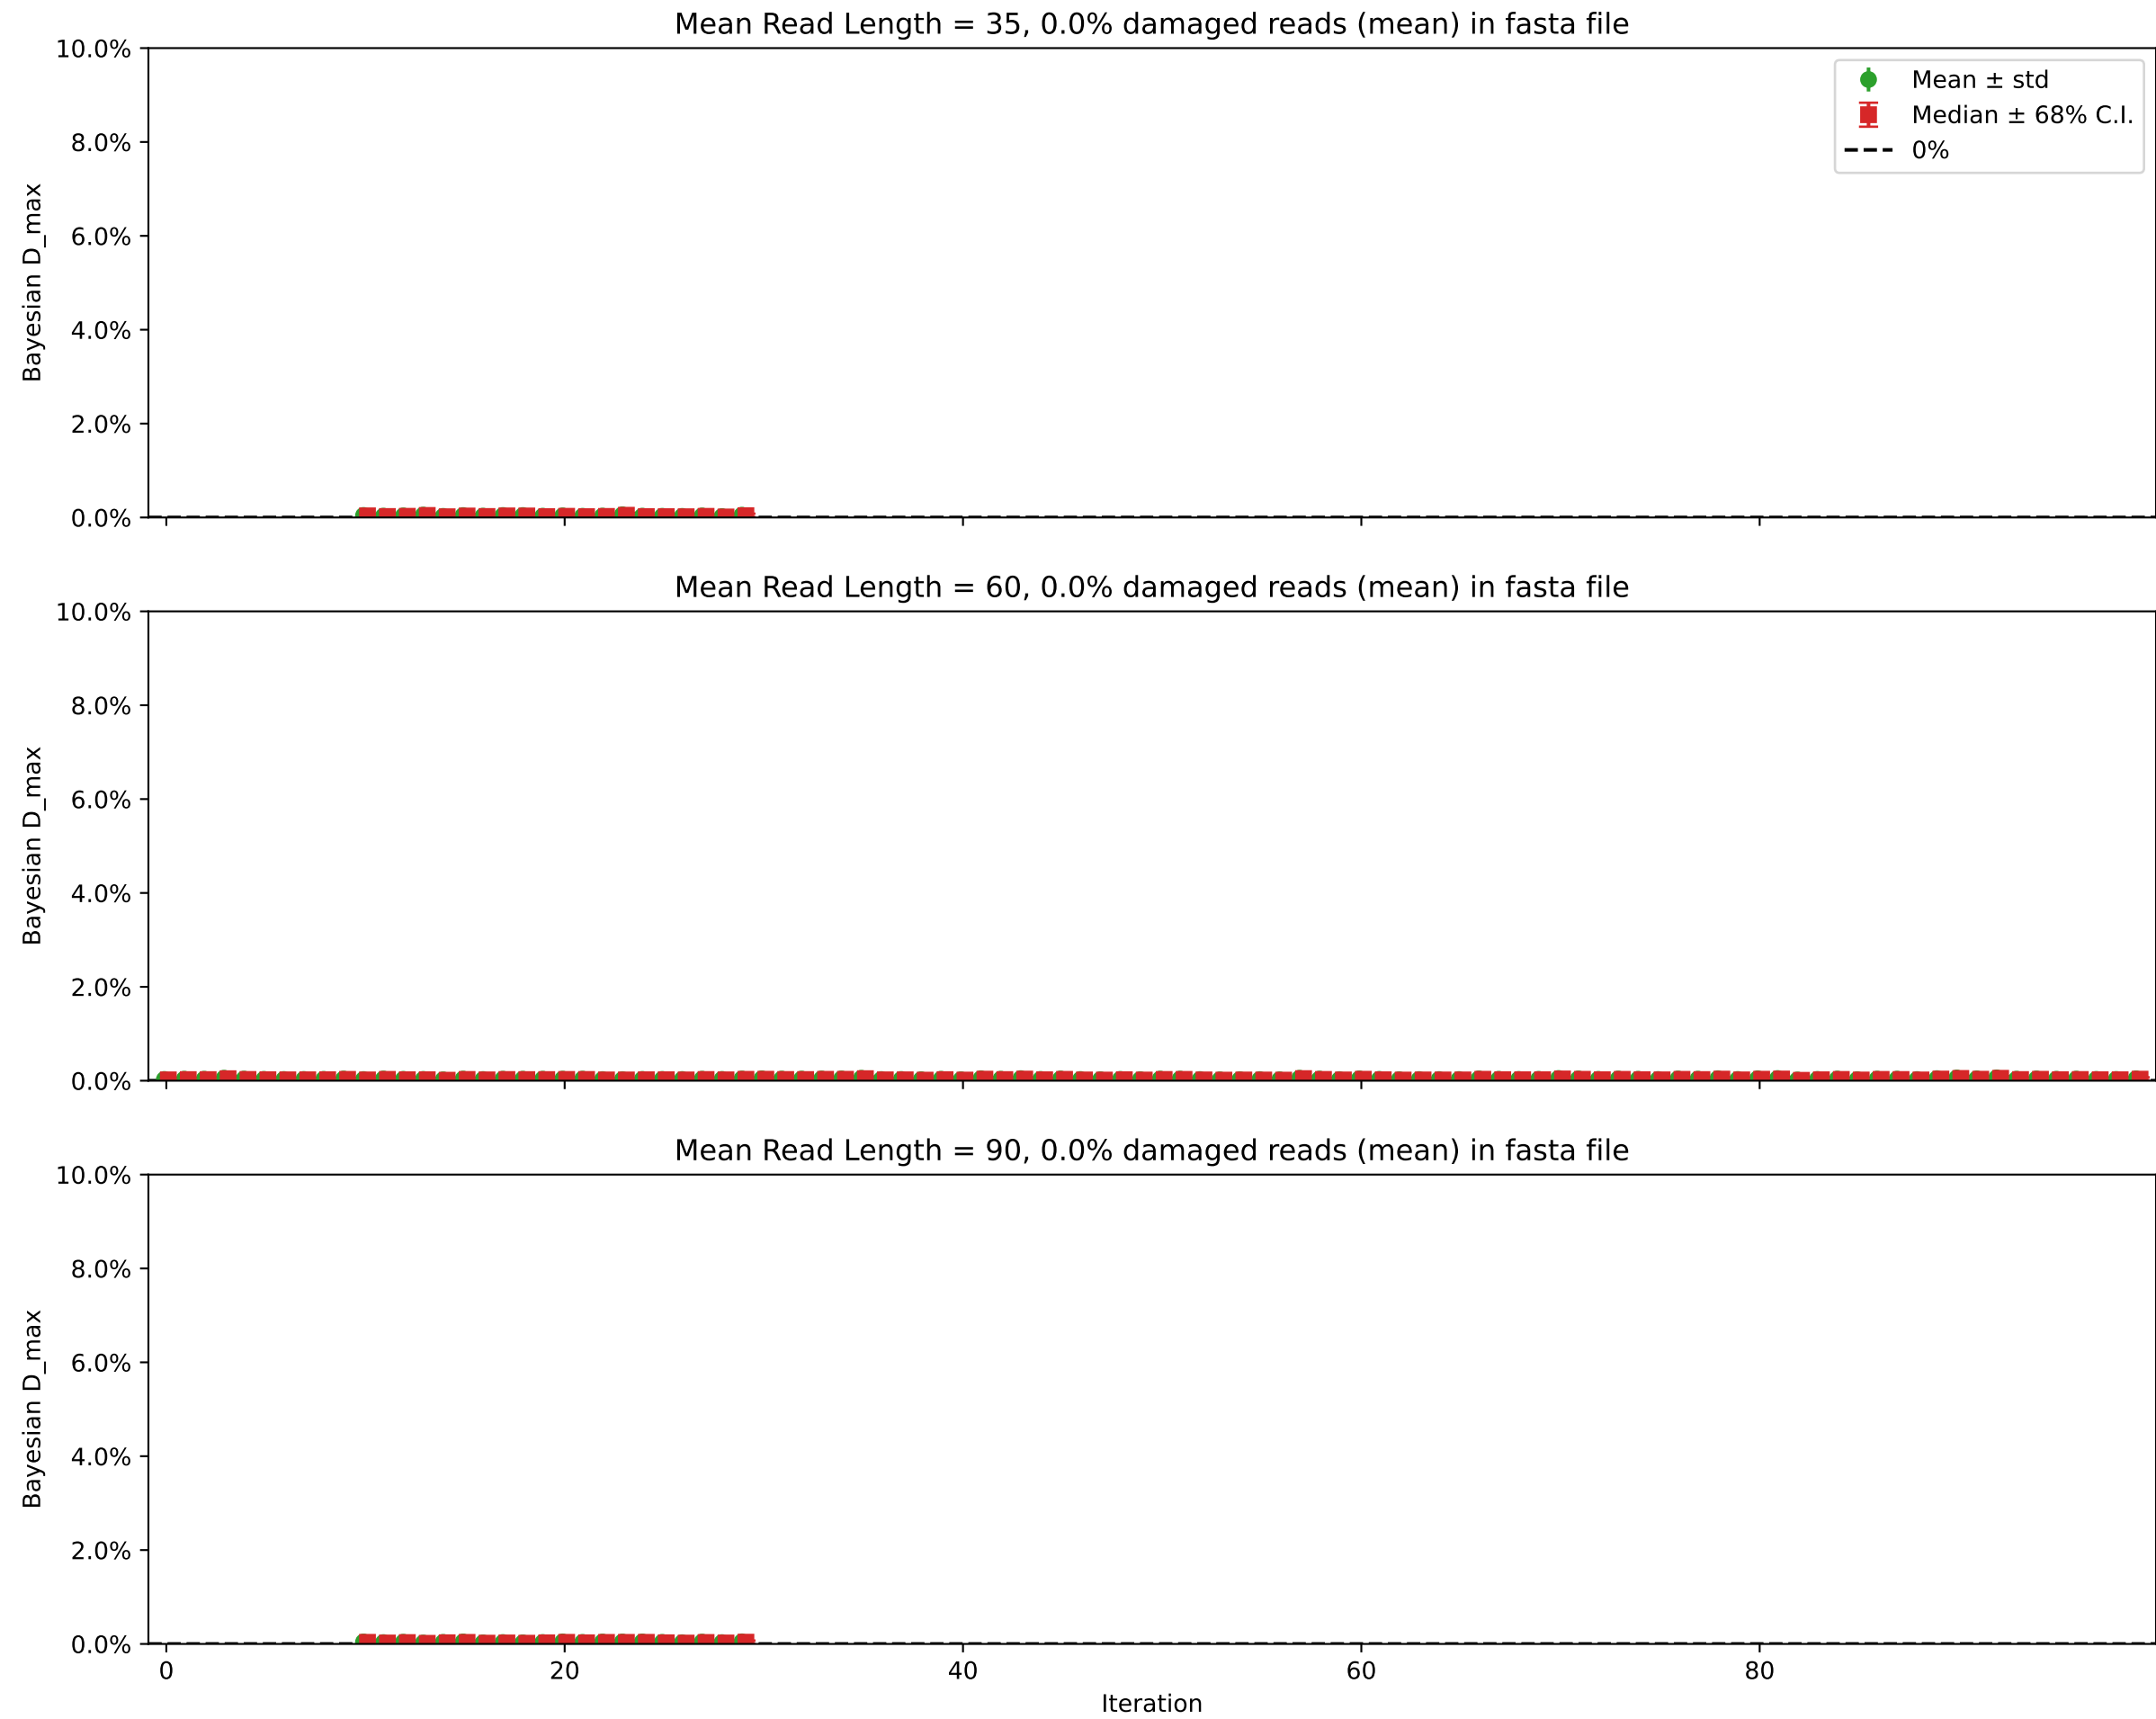 Mean Read Length = 35, 0.0% damaged reads (mean) in fasta file
10.0%
8.0%
6.0%
4.0%
2.0%
0.0%
Bayesian D_max
Mean ± std
Median ± 68% C.I.
0%
Mean Read Length = 60, 0.0% damaged reads (mean) in fasta file
10.0%
8.0%
6.0%
4.0%
2.0%
0.0%
Bayesian D_max
Mean Read Length = 90, 0.0% damaged reads (mean) in fasta file
10.0%
8.0%
6.0%
4.0%
2.0%
0.0%
Bayesian D_max
0 20 40 60 80
Iteration